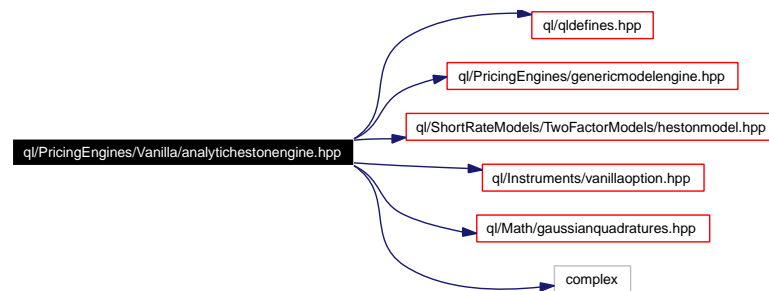 ql/qldefines.hpp
ql/PricingEngines/genericmodelengine.hpp
ql/ShortRateModels/TwoFactorModels/hestonmodel.hpp
ql/PricingEngines/Vanilla/analytichestonengine.hpp
ql/Instruments/vanillaoption.hpp
ql/Math/gaussianquadratures.hpp
complex